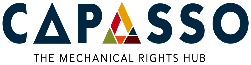 CAPASSO
THE MECHANICAL RIGHTS HUB